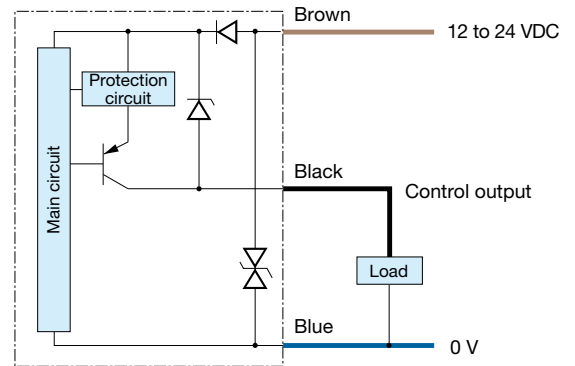 Brown
12 to 24 VDC
Protection
circuit
Main circuit
Black
Control output
Load
Blue
0 V